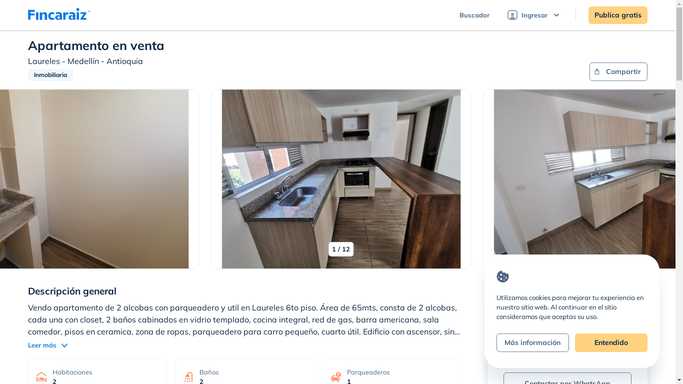 Fincaraiz
Buscador
Ingresar
Publica gratis
Apartamento en venta
Laureles - Medellín - Antioquia
Inmobiliaria
Compartir
1 / 12
Descripción general
Vendo apartamento de 2 alcobas con parqueadero y util en Laureles 6to piso. Área de 65mts, consta de 2 alcobas,
cada una con closet, 2 baños cabinados en vidrio templado, cocina integral, red de gas, barra americana, sala
comedor, pisos en ceramica, zona de ropas, parqueadero para carro pequeño, cuarto útil. Edificio con ascensor, sin...
Leer más
Habitaciones
2
Baños
2
Parqueaderos
1
Utilizamos cookies para mejorar tu experiencia en
nuestro sitio web. Al continuar en el sitio
consideramos que aceptas su uso.
Más información
Entendido
Contactar por WhatsApp